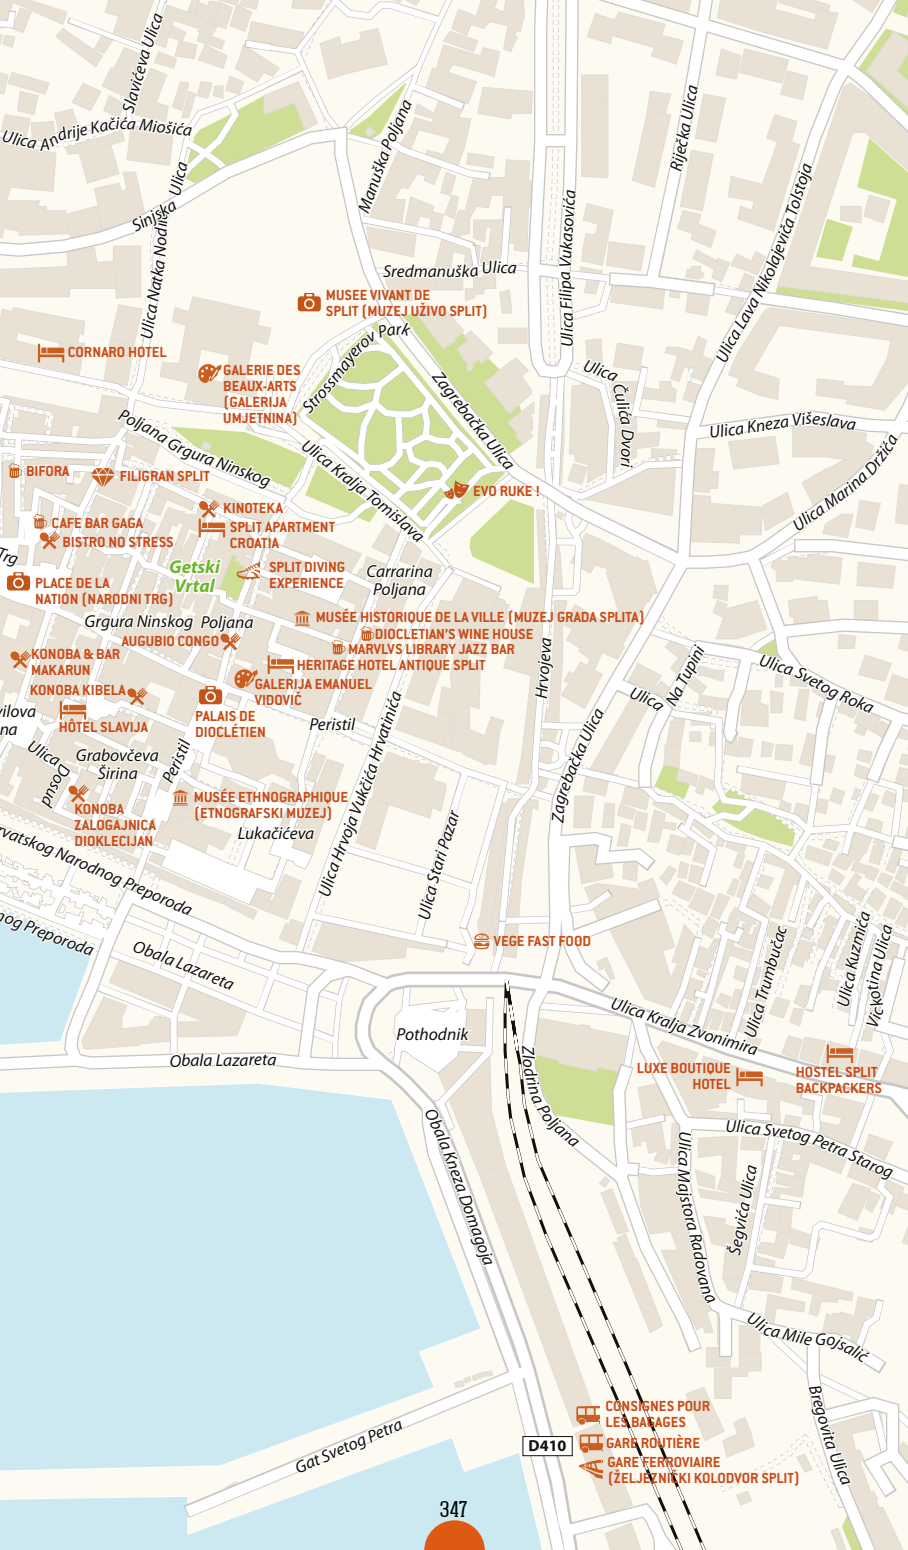 Slavićeva Ulica
Ulica Andrije Kačića Miošića
Manuška Poljana
Riječka Ulica
Sinjska Ulica
Ulica Natka Nodila
Sredmanuška Ulica
Ulica Filipa Vukasovića
Ulica Lava Nikolajeviča Tolstoja
MUSEE VIVANT DE
SPLIT (MUZEJ UŽIVO SPLIT)
CORNARO HOTEL
Strossmayerov Park
GALERIE DES
BEAUX-ARTS
(GALERIJA
UMJETNINA)
Zagrebačka Ulica
Ulica Čulića Dvori
Ulica Kneza Višeslava
Ulica Marina Držića
Poljana Grgura Ninskog
Ulica Kralja Tomislava
BIFORA
FILIGRAN SPLIT
EVO RUKE !
KINOTEKA
CAFE BAR GAGA
SPLIT APARTMENT
CROATIA
BISTRO NO STRESS
Trg
Getski
Vrtal
SPLIT DIVING
EXPERIENCE
Carrarina
Poljana
PLACE DE LA
NATION (NARODNI TRG)
Grgura Ninskog Poljana
MUSÉE HISTORIQUE DE LA VILLE (MUZEJ GRADA SPLITA)
DIOCLETIAN'S WINE HOUSE
AUGUBIO CONGO
MARVLVS LIBRARY JAZZ BAR
KONOBA & BAR
MAKARUN
HERITAGE HOTEL ANTIQUE SPLIT
Hrvojeva
Ulica Na Tupini
Ulica Svetog Roka
KONOBA KIBELA
GALERIJA EMANUEL
VIDOVIČ
vilova
na
HÔTEL SLAVIJA
PALAIS DE
DIOCLÉTIEN
Peristil
Peristil
Ulica Hrvoja Vukčića Hrvatinića
Zagrebačka Ulica
Ulica Dosud
Grabovčeva
Širina
MUSÉE ETHNOGRAPHIQUE
(ETNOGRAFSKI MUZEJ)
KONOBA
ZALOGAJNICA
DIOKLECIJAN
Lukačićeva
Ulica Stari Pazar
rvatskog Narodnog Preporoda
nog Preporoda
Obala Lazareta
VEGE FAST FOOD
Ulica Trumbučac
Ulica Kuzmića
Vickotina Ulica
Ulica Kralja Zvonimira
Pothodnik
Obala Lazareta
Zlodrina Poljana
LUXE BOUTIQUE
HOTEL
HOSTEL SPLIT
BACKPACKERS
Obala Kneza Domagoja
Ulica Svetog Petra Starog
Ulica Majstora Radovana
Šegvića Ulica
Ulica Mile Gojsalič
Bregovita Ulica
CONSIGNES POUR
LES BAGAGES
Gat Svetog Petra
D410
GARE ROUTIÈRE
GARE FERROVIAIRE
(ŽELJEZNIČKI KOLODVOR SPLIT)
347